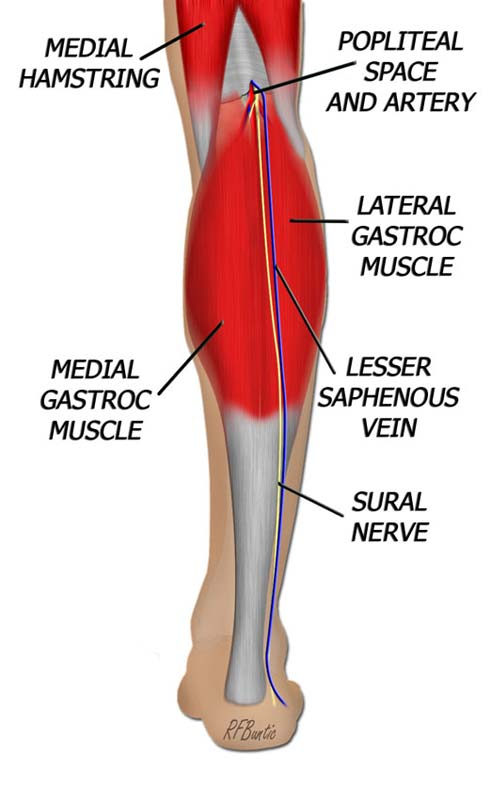 MEDIAL
HAMSTRING
POPLITEAL
SPACE
AND ARTERY
LATERAL
GASTROC
MUSCLE
MEDIAL
GASTROC
MUSCLE
LESSER
SAPHENOUS
VEIN
SURAL
NERVE
RFBuntic